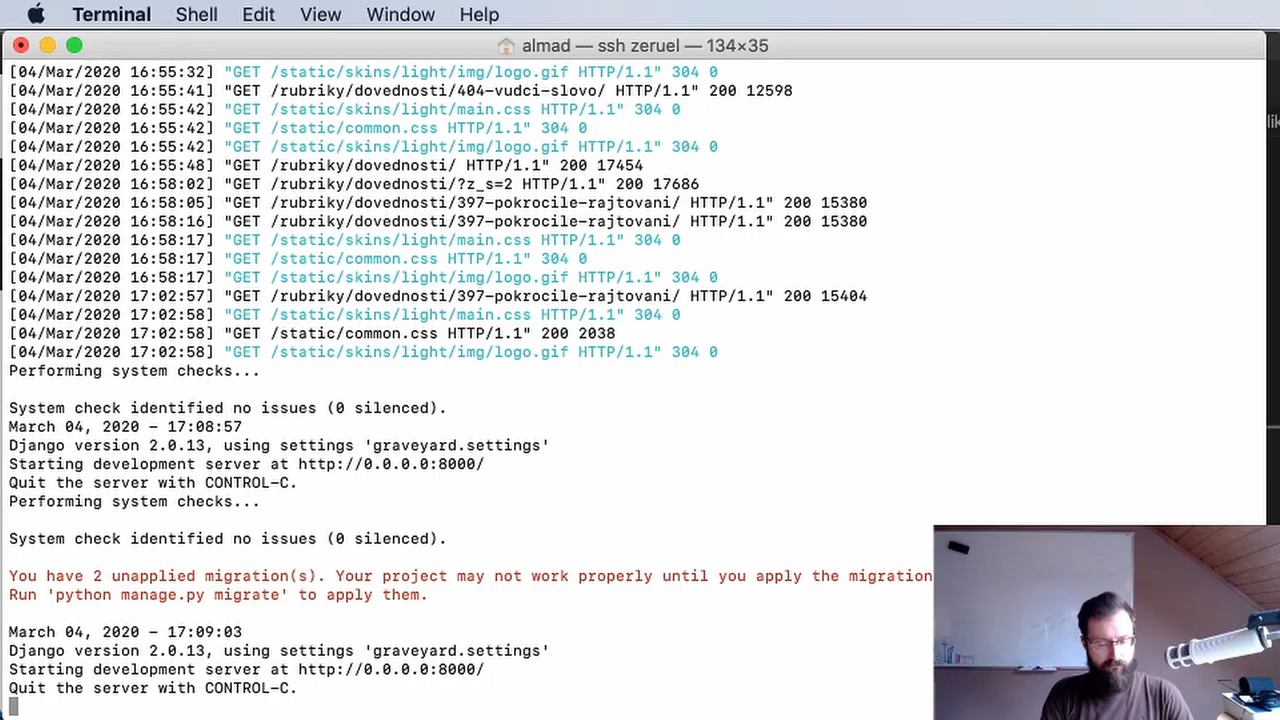 Terminal Shell Edit View Window Help
almad — ssh zeruel — 134×35
[04/Mar/2020 16:55:32] "GET /static/skins/light/img/logo.gif HTTP/1.1" 304 0
[04/Mar/2020 16:55:41] "GET /rubriky/dovednosti/404-vudci-slovo/ HTTP/1.1" 200 12598
[04/Mar/2020 16:55:42] "GET /static/skins/light/main.css HTTP/1.1" 304 0
[04/Mar/2020 16:55:42] "GET /static/common.css HTTP/1.1" 304 0
[04/Mar/2020 16:55:42] "GET /static/skins/light/img/logo.gif HTTP/1.1" 304 0
[04/Mar/2020 16:55:48] "GET /rubriky/dovednosti/ HTTP/1.1" 200 17454
[04/Mar/2020 16:58:02] "GET /rubriky/dovednosti/?z_s=2 HTTP/1.1" 200 17686
[04/Mar/2020 16:58:05] "GET /rubriky/dovednosti/397-pokrocile-rajtovani/ HTTP/1.1" 200 15380
[04/Mar/2020 16:58:16] "GET /rubriky/dovednosti/397-pokrocile-rajtovani/ HTTP/1.1" 200 15380
[04/Mar/2020 16:58:17] "GET /static/skins/light/main.css HTTP/1.1" 304 0
[04/Mar/2020 16:58:17] "GET /static/common.css HTTP/1.1" 304 0
[04/Mar/2020 16:58:17] "GET /static/skins/light/img/logo.gif HTTP/1.1" 304 0
[04/Mar/2020 17:02:57] "GET /rubriky/dovednosti/397-pokrocile-rajtovani/ HTTP/1.1" 200 15404
[04/Mar/2020 17:02:58] "GET /static/skins/light/main.css HTTP/1.1" 304 0
[04/Mar/2020 17:02:58] "GET /static/common.css HTTP/1.1" 200 2038
[04/Mar/2020 17:02:58] "GET /static/skins/light/img/logo.gif HTTP/1.1" 304 0
Performing system checks...
System check identified no issues (0 silenced).
March 04, 2020 - 17:08:57
Django version 2.0.13, using settings 'graveyard.settings'
Starting development server at http://0.0.0.0:8000/
Quit the server with CONTROL-C.
Performing system checks...
System check identified no issues (0 silenced).
You have 2 unapplied migration(s). Your project may not work properly until you apply the migration
Run 'python manage.py migrate' to apply them.
March 04, 2020 - 17:09:03
Django version 2.0.13, using settings 'graveyard.settings'
Starting development server at http://0.0.0.0:8000/
Quit the server with CONTROL-C.